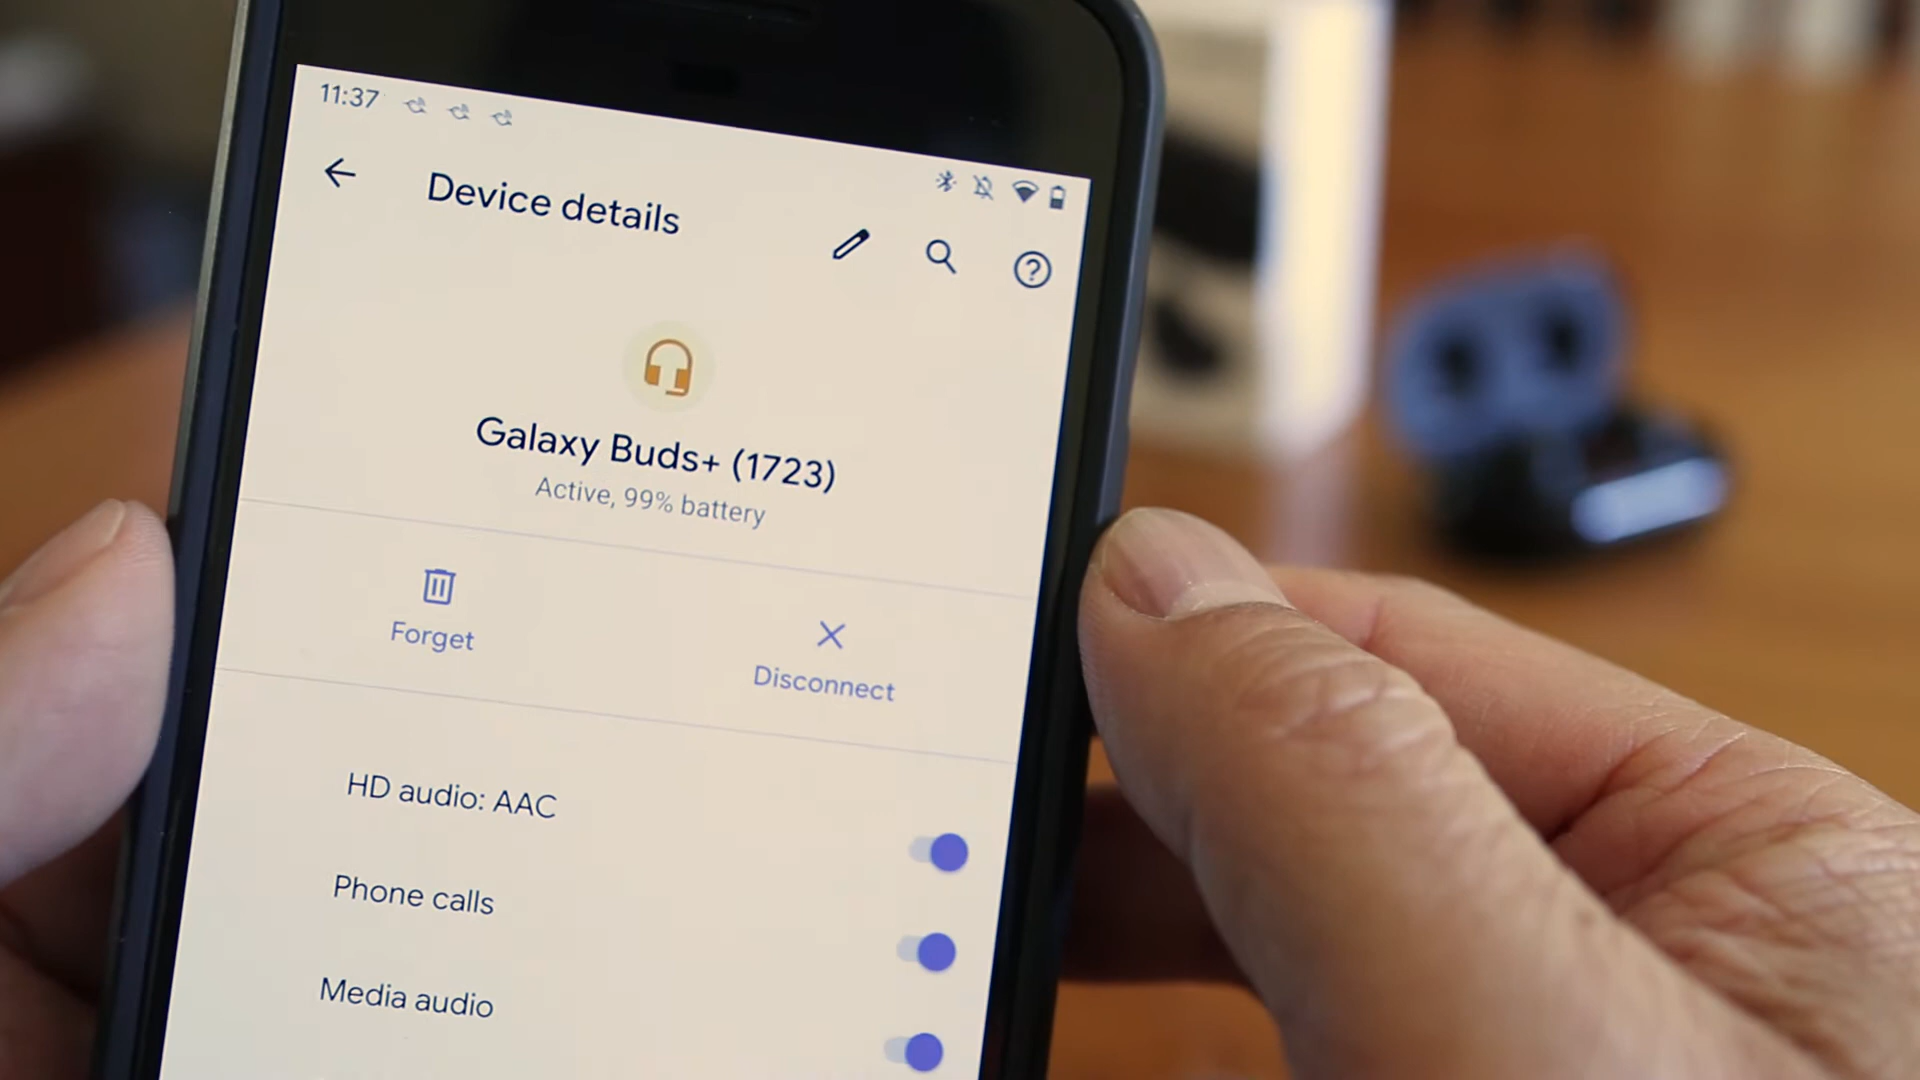 11:37
Device details
Galaxy Buds+ (1723)
Active, 99% battery
Forget
Disconnect
HD audio: AAC
Phone calls
Media audio